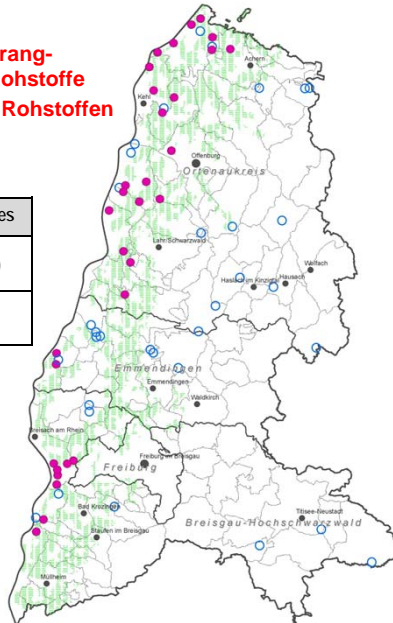 rang-
ohstoffe
Rohstoffen
es
Achern
Kehl
Offenburg
Ortenaukreis
Lahr/Schwarzwald
Wolfach
Haslach im Kinzigtal
Hausach
Emmendingen
Emmendingen
Waldkirch
Breisach am Rhein
Freiburg im Breisgau
Freiburg
Bad Krozingen
Breisgau-Hochschwarzwald
Titisee-Neustadt
Staufen im Breisgau
Müllheim